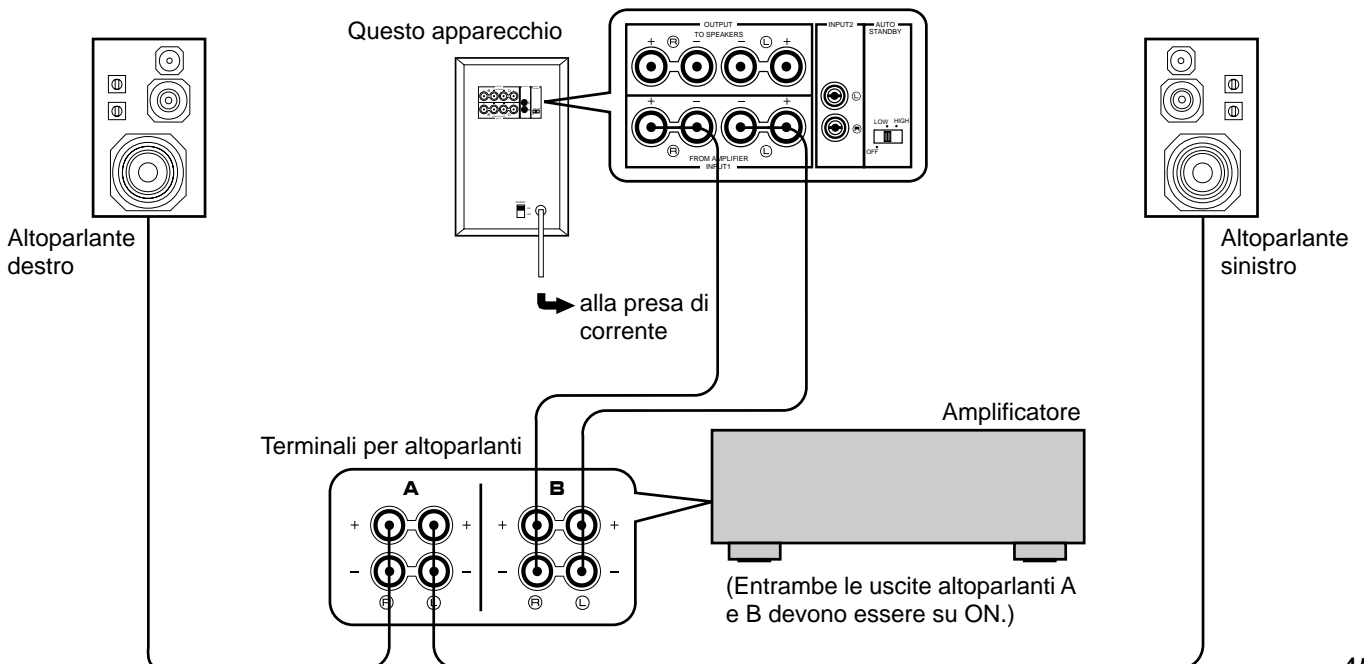 Questo apparecchio
OUTPUT
TO SPEAKERS
INPUT2
AUTO
STANDBY
+ R − − L +
+ − − +
R L
FROM AMPLIFIER
INPUT1
L
R
LOW HIGH
OFF
Altoparlante
destro
Altoparlante
sinistro
alla presa di
corrente
Amplificatore
Terminali per altoparlanti
A B
+ + + +
− − − −
R L R L
(Entrambe le uscite altoparlanti A
e B devono essere su ON.)